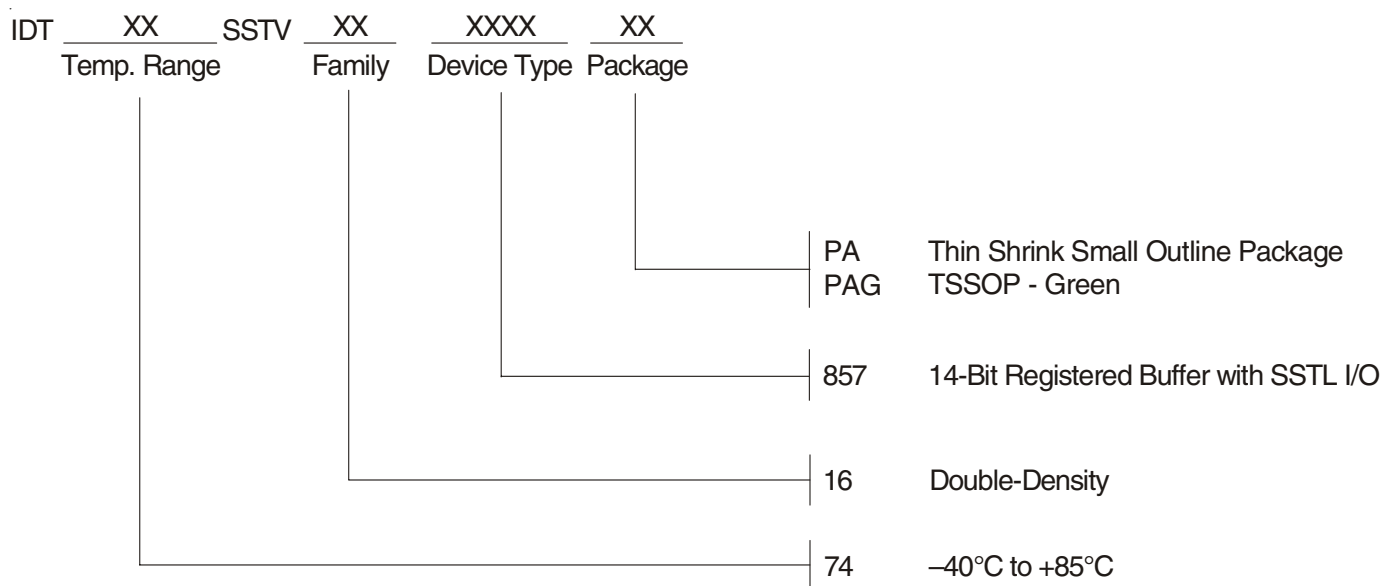 IDT XX SSTV XX XXXX XX
Temp. Range Family Device Type Package
PA Thin Shrink Small Outline Package
PAG TSSOP - Green
857 14-Bit Registered Buffer with SSTL I/O
16 Double-Density
74 –40°C to +85°C